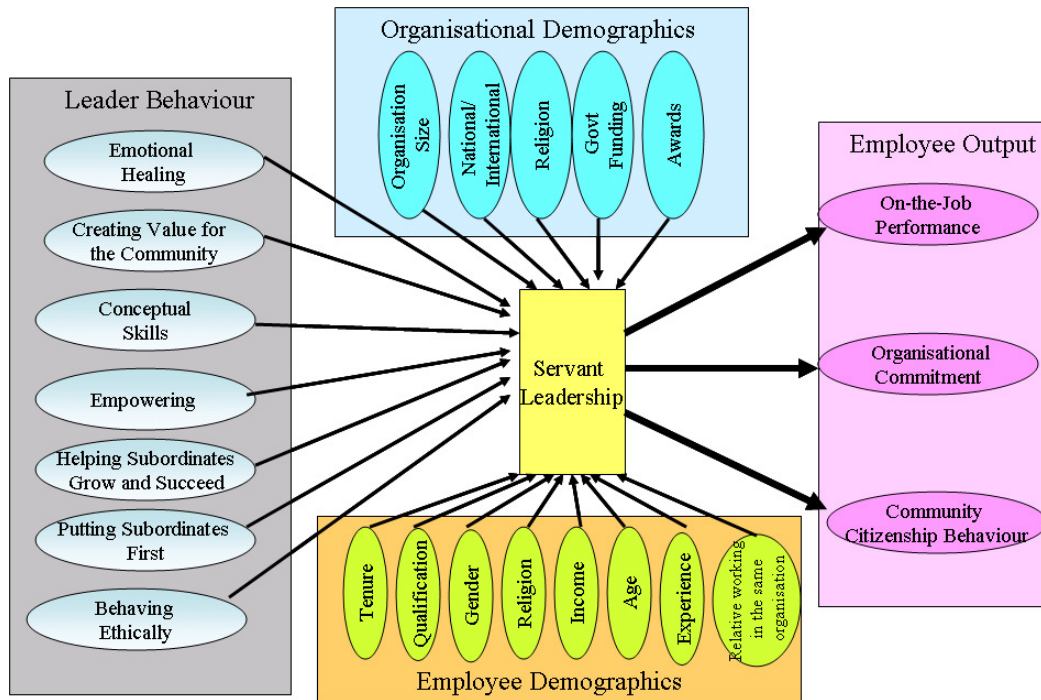 Organisational Demographics
Organisation
Size
National/
International
Religion
Govt
Funding
Awards
Leader Behaviour
Emotional
Healing
Creating Value for
the Community
Conceptual
Skills
Empowering
Helping Subordinates
Grow and Succeed
Putting Subordinates
First
Behaving
Ethically
Servant
Leadership
Employee Output
On-the-Job
Performance
Organisational
Commitment
Community
Citizenship Behaviour
Tenure
Qualification
Gender
Religion
Income
Age
Experience
Relative working
in the same
organisation
Employee Demographics